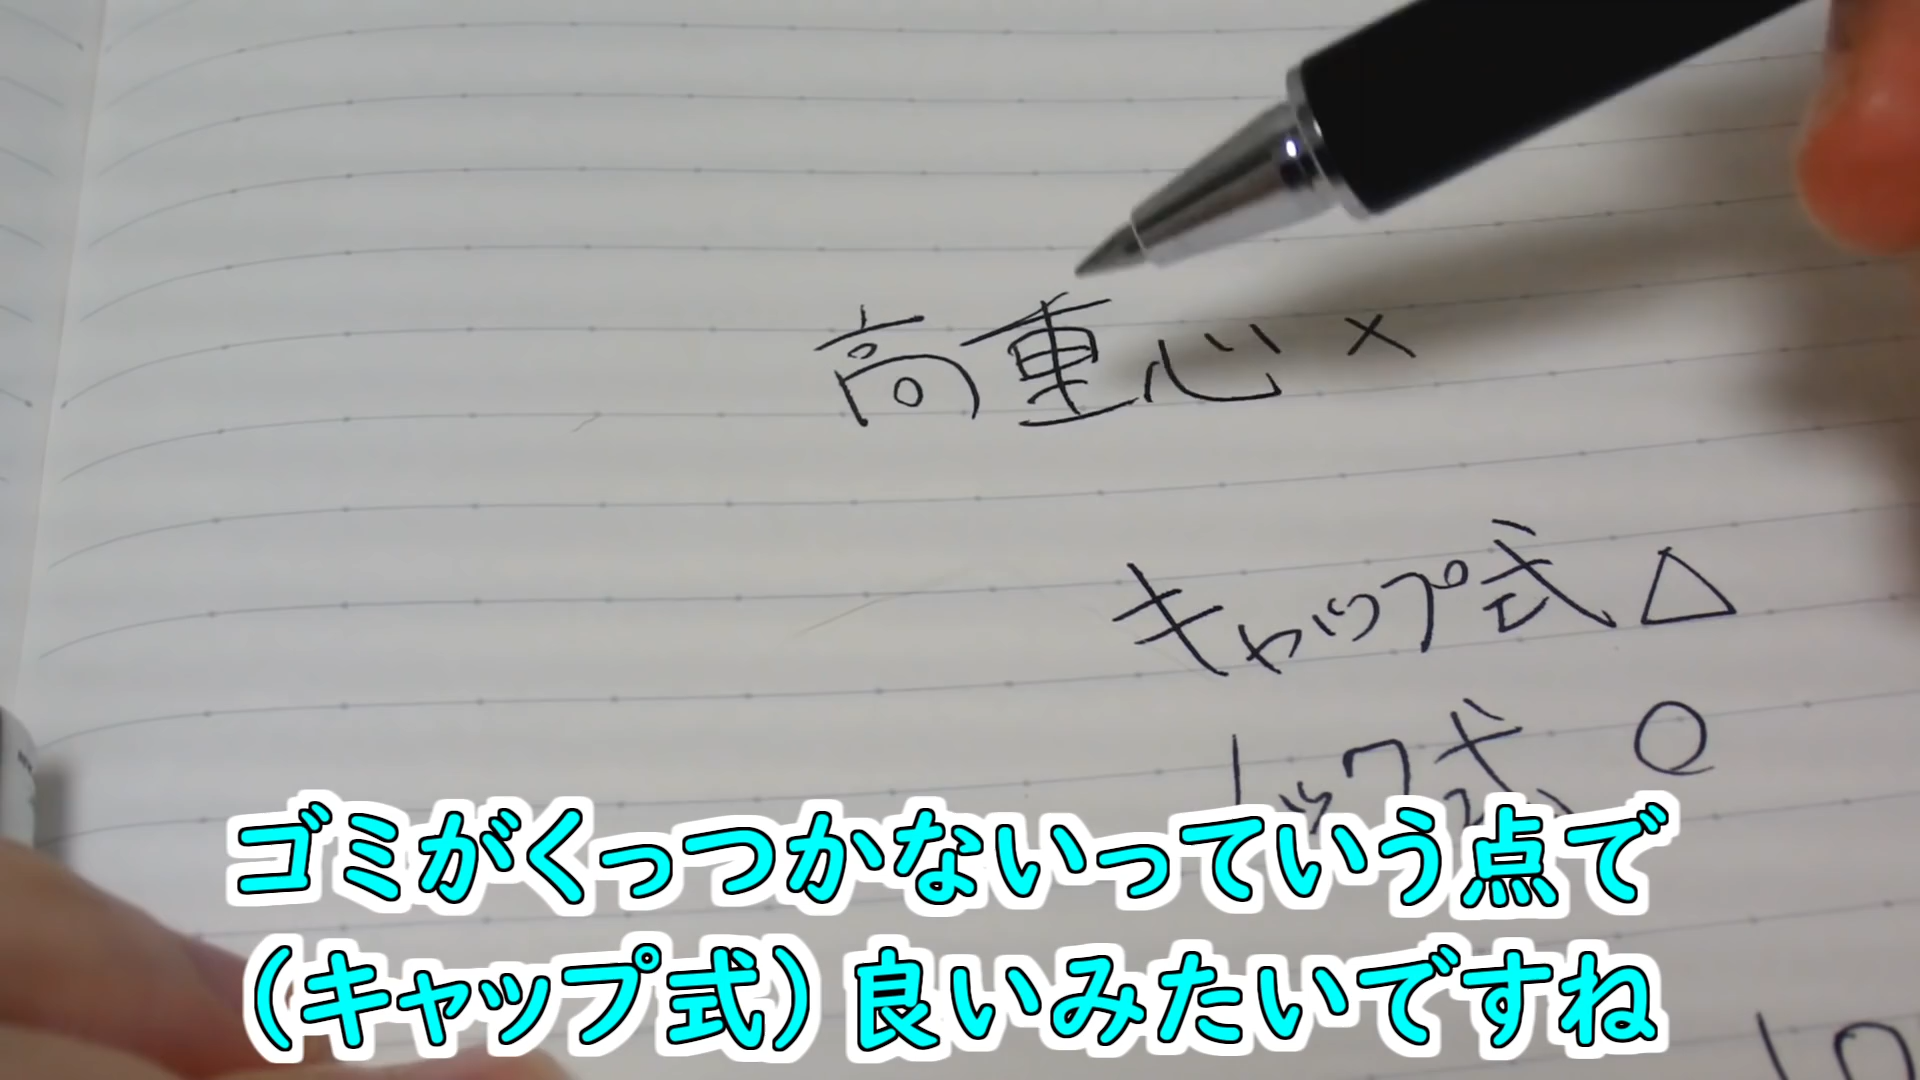 高重心 ×
キャップ式 △
ノック式 ○
ゴミがくっつかないっていう点で
(キャップ式)良いみたいですね